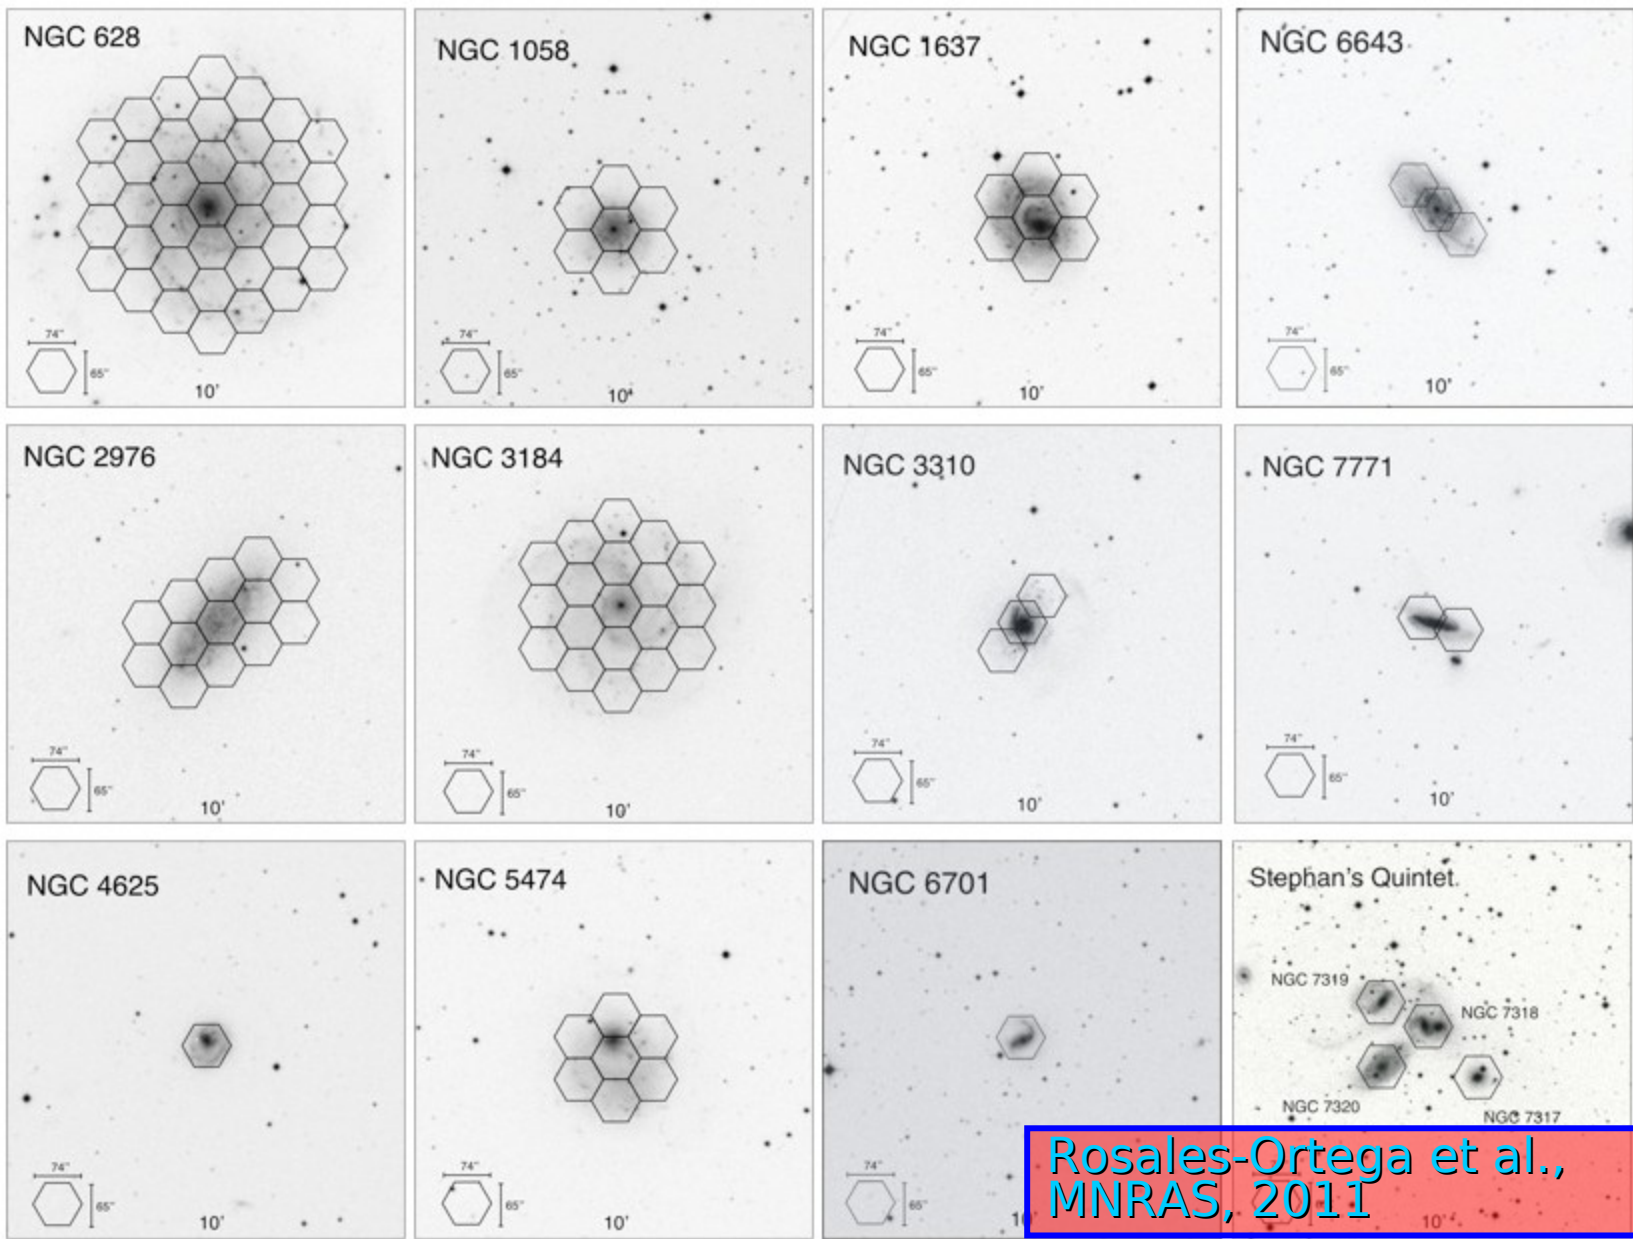 NGC 628
74"
65"
10'
NGC 1058
74"
65"
10'
NGC 1637
74"
65"
10'
NGC 6643
74"
65"
10'
NGC 2976
74"
65"
10'
NGC 3184
74"
65"
10'
NGC 3310
74"
65"
10'
NGC 7771
74"
65"
10'
NGC 4625
74"
65"
10'
NGC 5474
74"
65"
10'
NGC 6701
74"
65"
Stephan's Quintet
NGC 7319
NGC 7318
NGC 7320
NGC 7317
10'
Rosales-Ortega et al.,
MNRAS, 2011